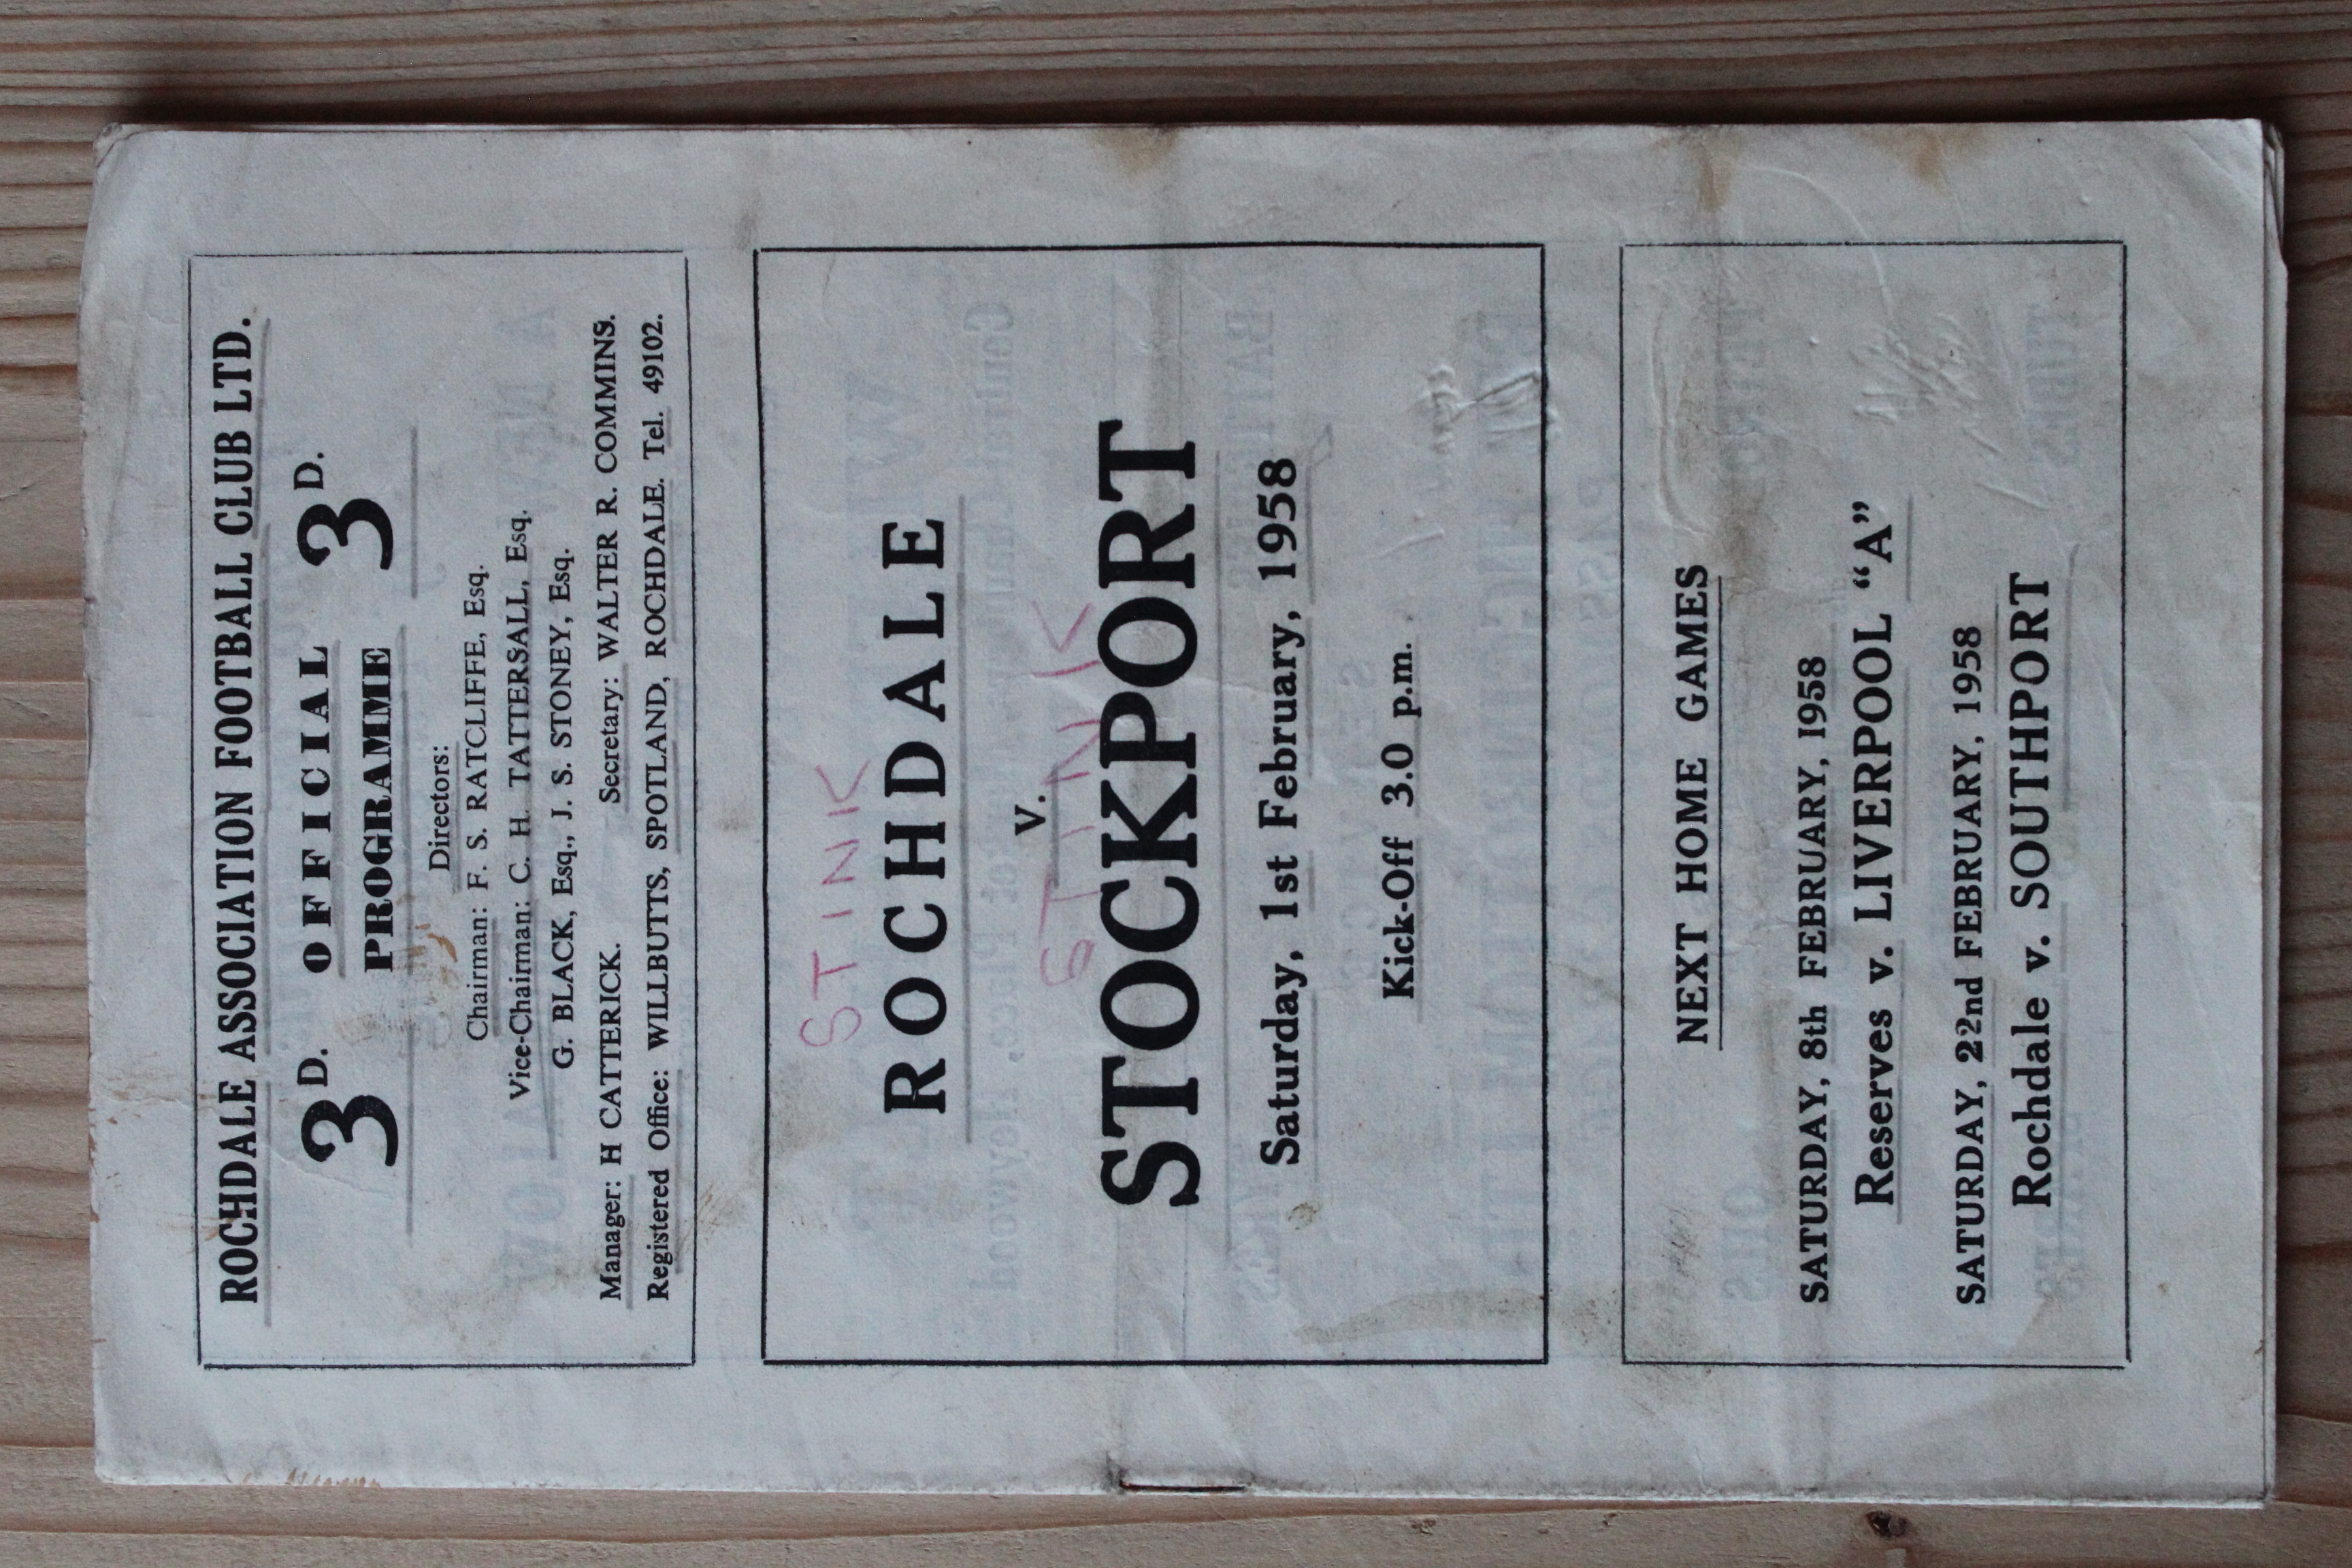 ROCHDALE ASSOCIATION FOOTBALL CLUB LTD.
3D. OFFICIAL PROGRAMME 3D.
Directors:
Chairman: F. S. RATCLIFFE, Esq.
Vice-Chairman: C. H. TATTERSALL, Esq.
G. BLACK, Esq., J. S. STONEY, Esq.
Manager: H CATTERICK. Secretary: WALTER R. COMMINS.
Registered Office: WILLBUTTS, SPOTLAND, ROCHDALE. Tel. 49102.
STINK
ROCHDALE
v.
STINK
STOCKPORT
Saturday, 1st February, 1958
Kick-Off 3.0 p.m.
NEXT HOME GAMES
SATURDAY, 8th FEBRUARY, 1958
Reserves v. LIVERPOOL “A”
SATURDAY, 22nd FEBRUARY, 1958
Rochdale v. SOUTHPORT